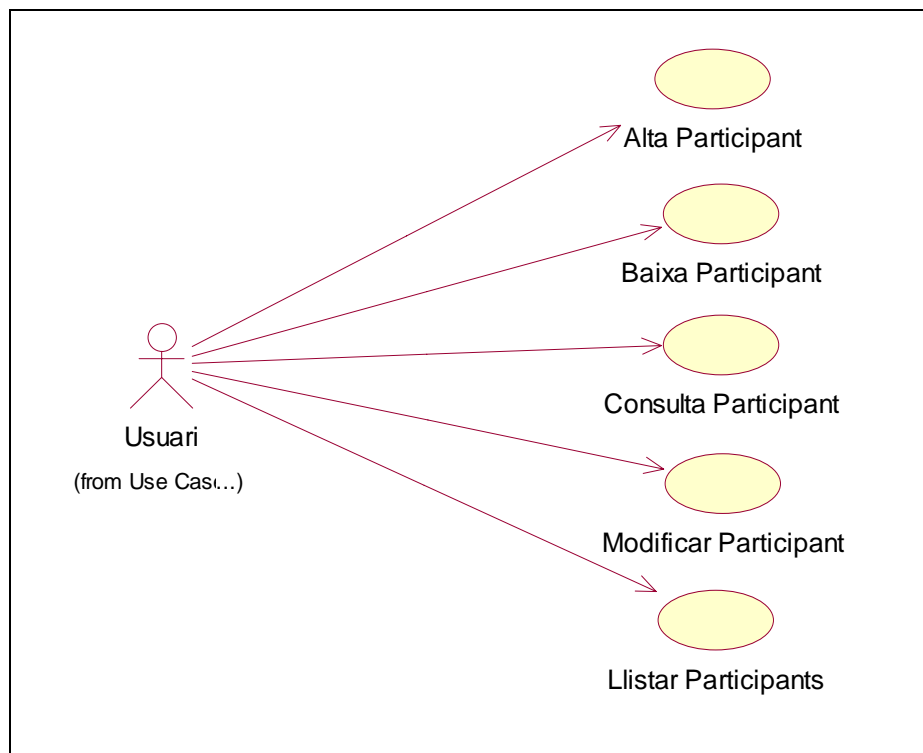 Alta Participant
Baixa Participant
Consulta Participant
Usuari
(from Use Cas...)
Modificar Participant
Llistar Participants